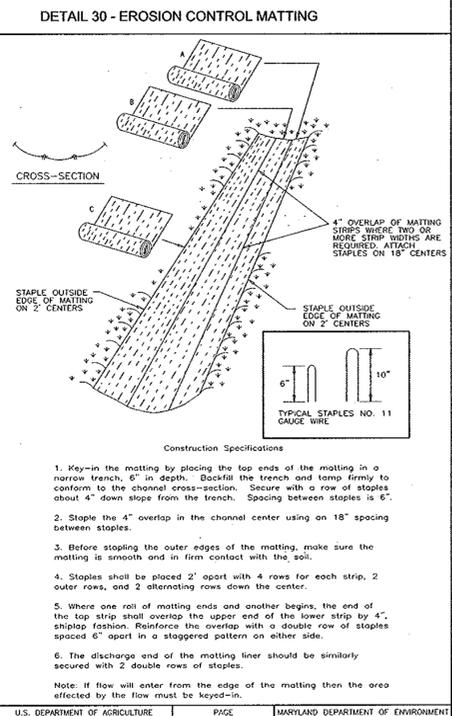 DETAIL 30 - EROSION CONTROL MATTING
A
B
CROSS-SECTION
C
4" OVERLAP OF MATTING
STRIPS WHERE TWO OR
MORE STRIP WIDTHS ARE
REQUIRED. ATTACH
STAPLES ON 18" CENTERS
STAPLE OUTSIDE
EDGE OF MATTING
ON 2' CENTERS
STAPLE OUTSIDE
EDGE OF MATTING
ON 2' CENTERS
6"
10"
TYPICAL STAPLES NO. 11
GAUGE WIRE
Construction Specifications
1. Key-in the matting by placing the top ends of the matting in a
narrow trench, 6" in depth. Backfill the trench and tamp firmly to
conform to the channel cross-section. Secure with a row of staples
about 4" down slope from the trench. Spacing between staples is 6".
2. Staple the 4" overlap in the channel center using an 18" spacing
between staples.
3. Before stapling the outer edges of the matting, make sure the
matting is smooth and in firm contact with the soil.
4. Staples shall be placed 2' apart with 4 rows for each strip, 2
outer rows, and 2 alternating rows down the center.
5. Where one roll of matting ends and another begins, the end of
the top strip shall overlap the upper end of the lower strip by 4",
shiplap fashion. Reinforce the overlap with a double row of staples
spaced 6" apart in a staggered pattern on either side.
6. The discharge end of the matting liner should be similarly
secured with 2 double rows of staples.
Note: If flow will enter from the edge of the matting then the area
effected by the flow must be keyed-in.
U.S. DEPARTMENT OF AGRICULTURE
PAGE
MARYLAND DEPARTMENT OF ENVIRONMENT